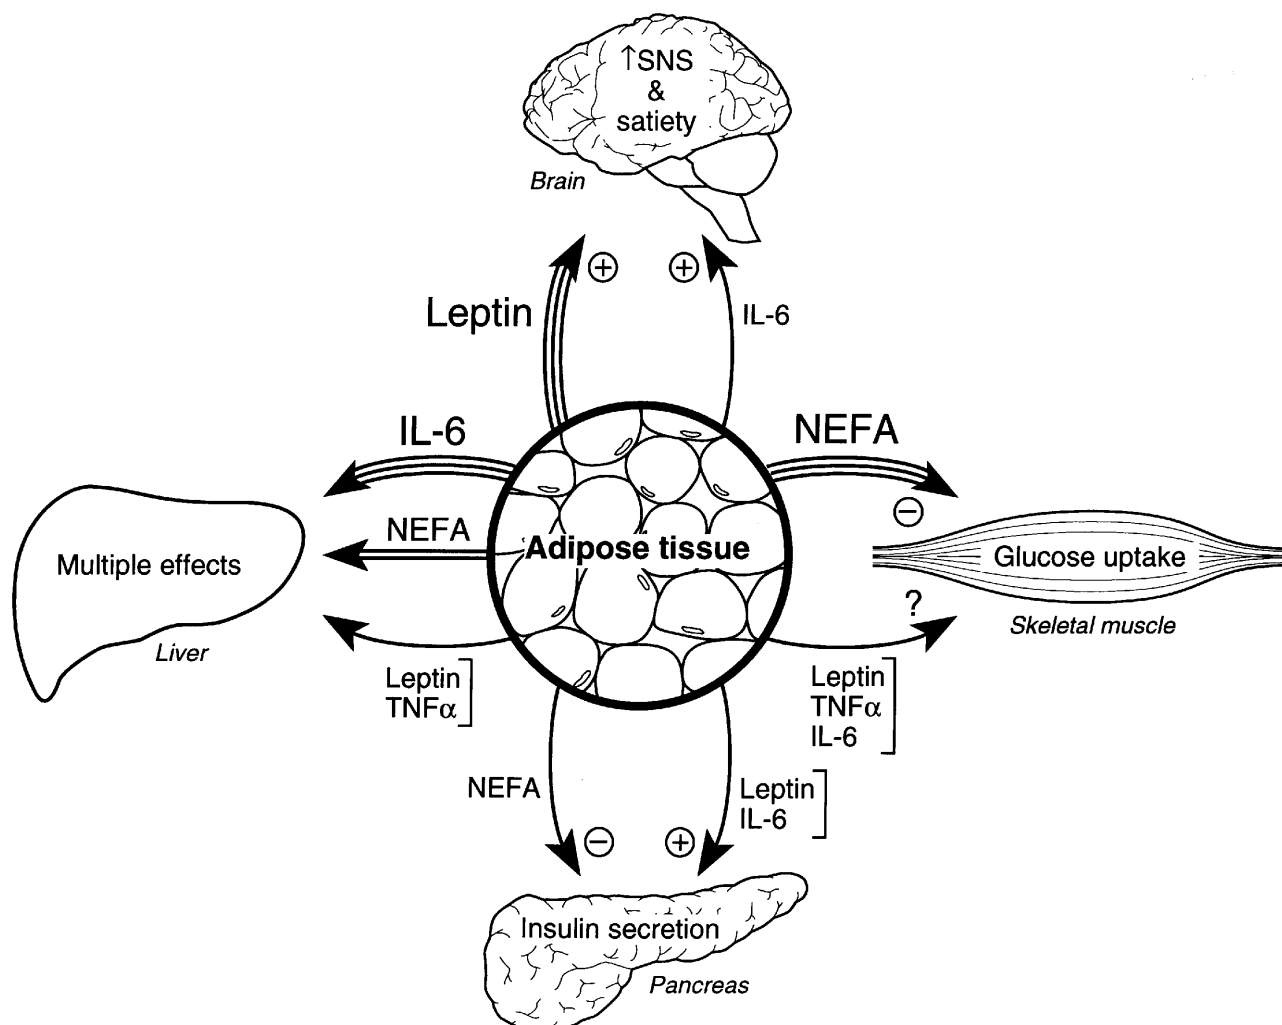 ↑SNS
&
satiety
Brain
⊕ ⊕
Leptin
IL-6
IL-6
NEFA
NEFA
⊖
Adipose tissue
Multiple effects
Glucose uptake
?
Liver
Skeletal muscle
Leptin
TNFα
Leptin
TNFα
IL-6
NEFA
Leptin
IL-6
⊖ ⊕
Insulin secretion
Pancreas